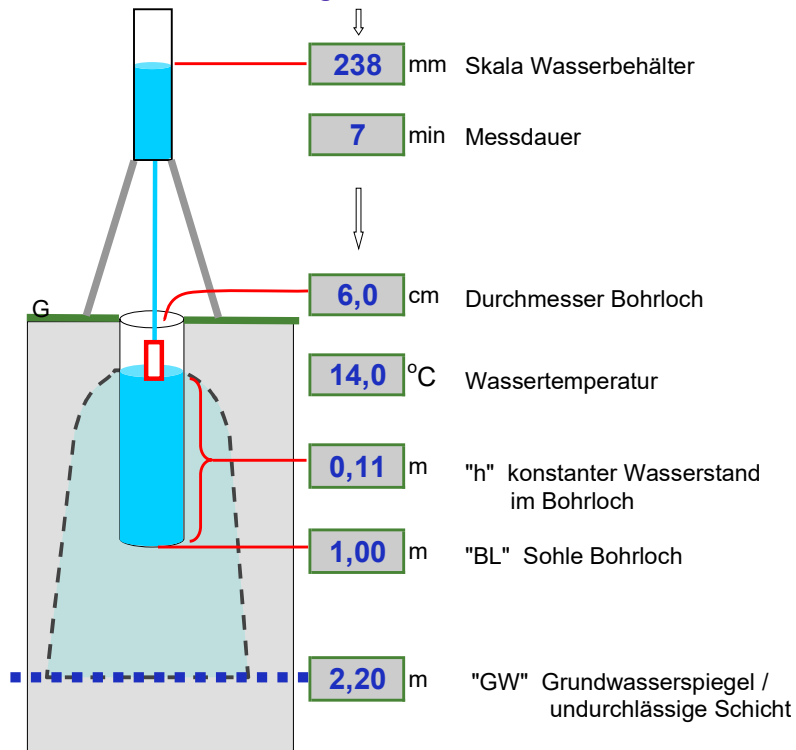 238 mm Skala Wasserbehälter
7 min Messdauer
6,0 cm Durchmesser Bohrloch
G
14,0 °C Wassertemperatur
0,11 m "h" konstanter Wasserstand
im Bohrloch
1,00 m "BL" Sohle Bohrloch
2,20 m "GW" Grundwasserspiegel /
undurchlässige Schicht